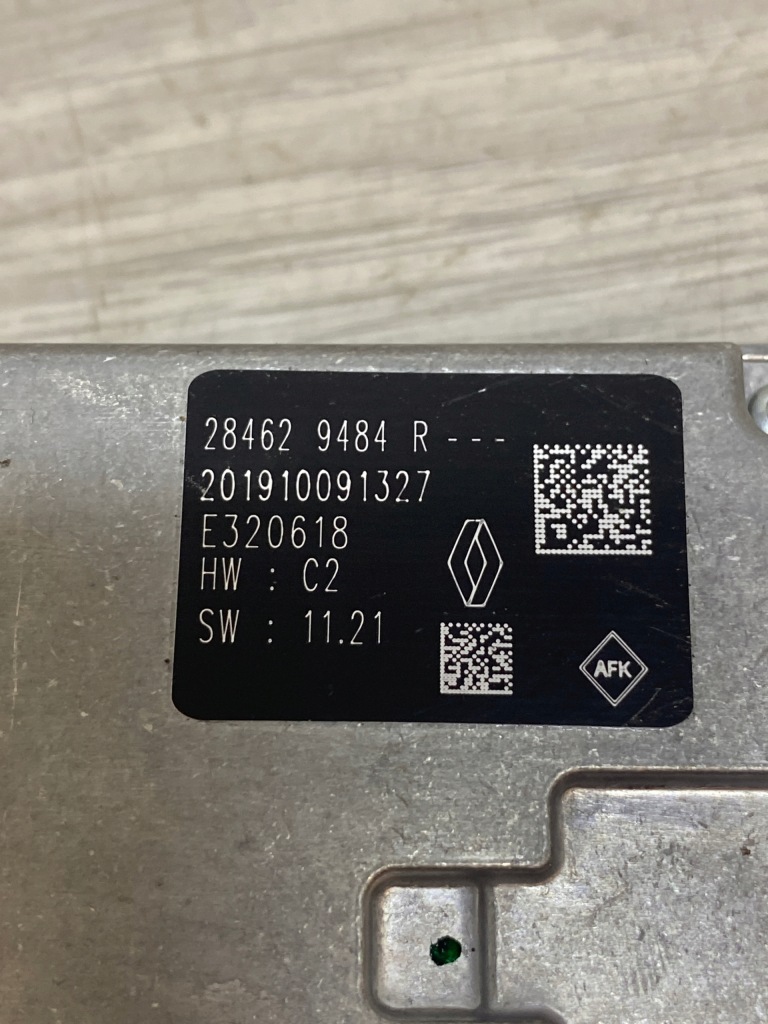 28462 9484 R ---
201910091327
E320618
HW : C2
SW : 11.21
AFK